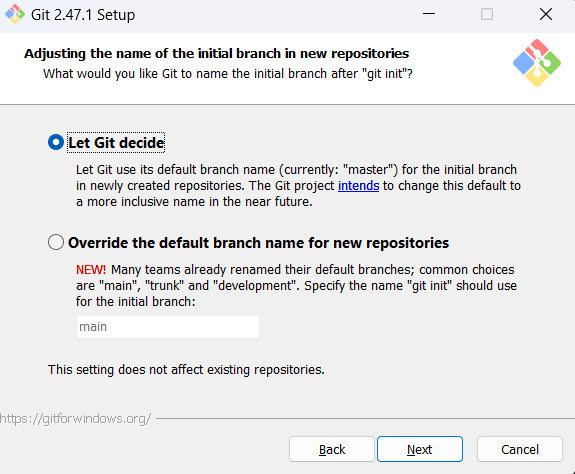 Git 2.47.1 Setup
Adjusting the name of the initial branch in new repositories
What would you like Git to name the initial branch after "git init"?
Let Git decide
Let Git use its default branch name (currently: "master") for the initial branch
in newly created repositories. The Git project intends to change this default to
a more inclusive name in the near future.
Override the default branch name for new repositories
NEW! Many teams already renamed their default branches; common choices
are "main", "trunk" and "development". Specify the name "git init" should use
for the initial branch:
main
This setting does not affect existing repositories.
https://gitforwindows.org/
Back
Next
Cancel